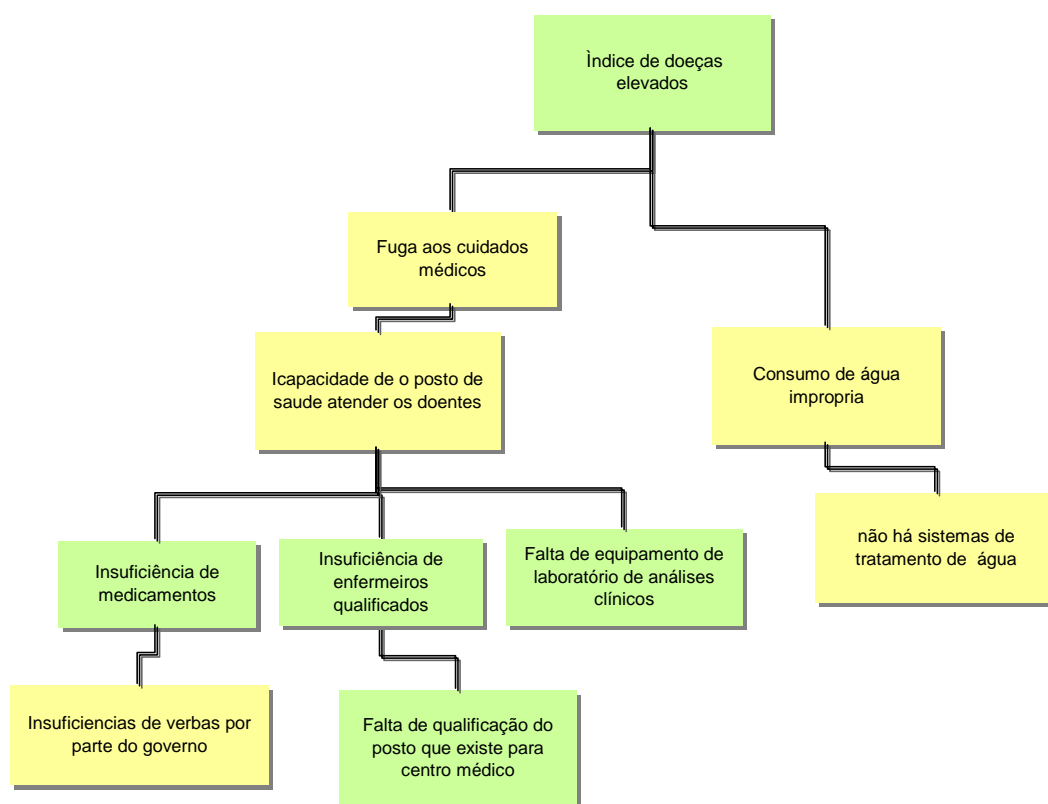 Ìndice de doeças
elevados
Fuga aos cuidados
médicos
Icapacidade de o posto de
saude atender os doentes
Consumo de água
impropria
não há sistemas de
tratamento de água
Insuficiência de
medicamentos
Insuficiência de
enfermeiros
qualificados
Falta de equipamento de
laboratório de análises
clínicos
Insuficiencias de verbas por
parte do governo
Falta de qualificação do
posto que existe para
centro médico